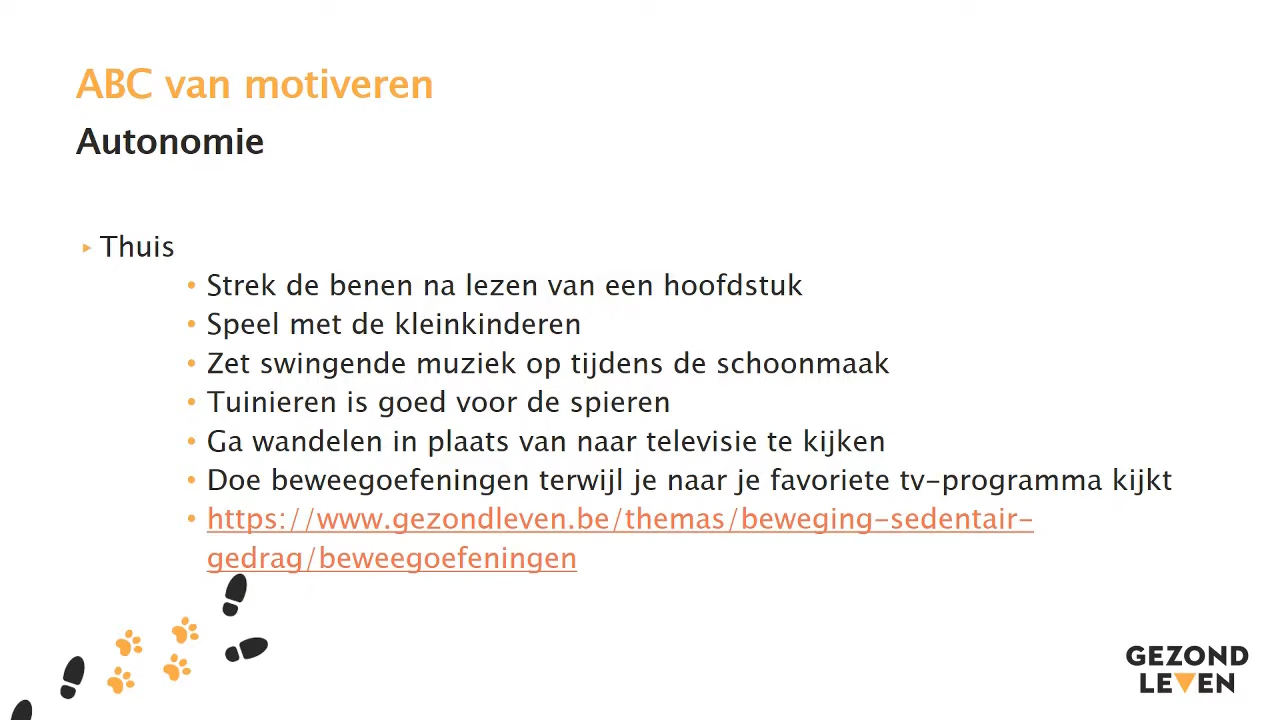 ABC van motiveren
Autonomie
▸ Thuis
• Strek de benen na lezen van een hoofdstuk
• Speel met de kleinkinderen
• Zet swingende muziek op tijdens de schoonmaak
• Tuinieren is goed voor de spieren
• Ga wandelen in plaats van naar televisie te kijken
• Doe beweegoefeningen terwijl je naar je favoriete tv-programma kijkt
• https://www.gezondleven.be/themas/beweging-sedentair-
gedrag/beweegoefeningen
GEZOND
LEVEN